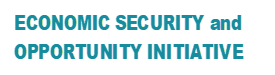 ECONOMIC SECURITY and
OPPORTUNITY INITIATIVE